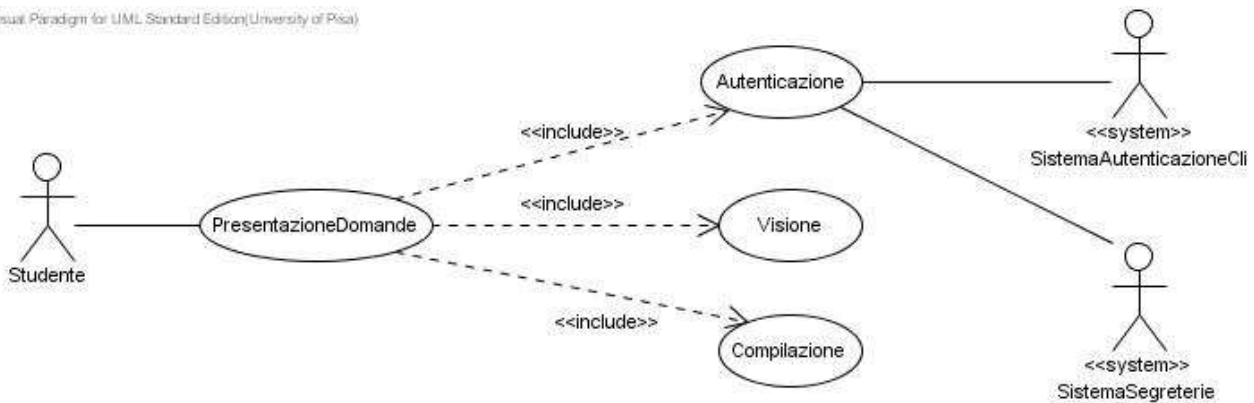 sual Paradigm for UML Standard Edition(University of Pisa)
Autenticazione
<<system>>
SistemaAutenticazioneCli
<<include>>
<<include>>
PresentazioneDomande
Visione
Studente
<<include>>
Compilazione
<<system>>
SistemaSegreterie